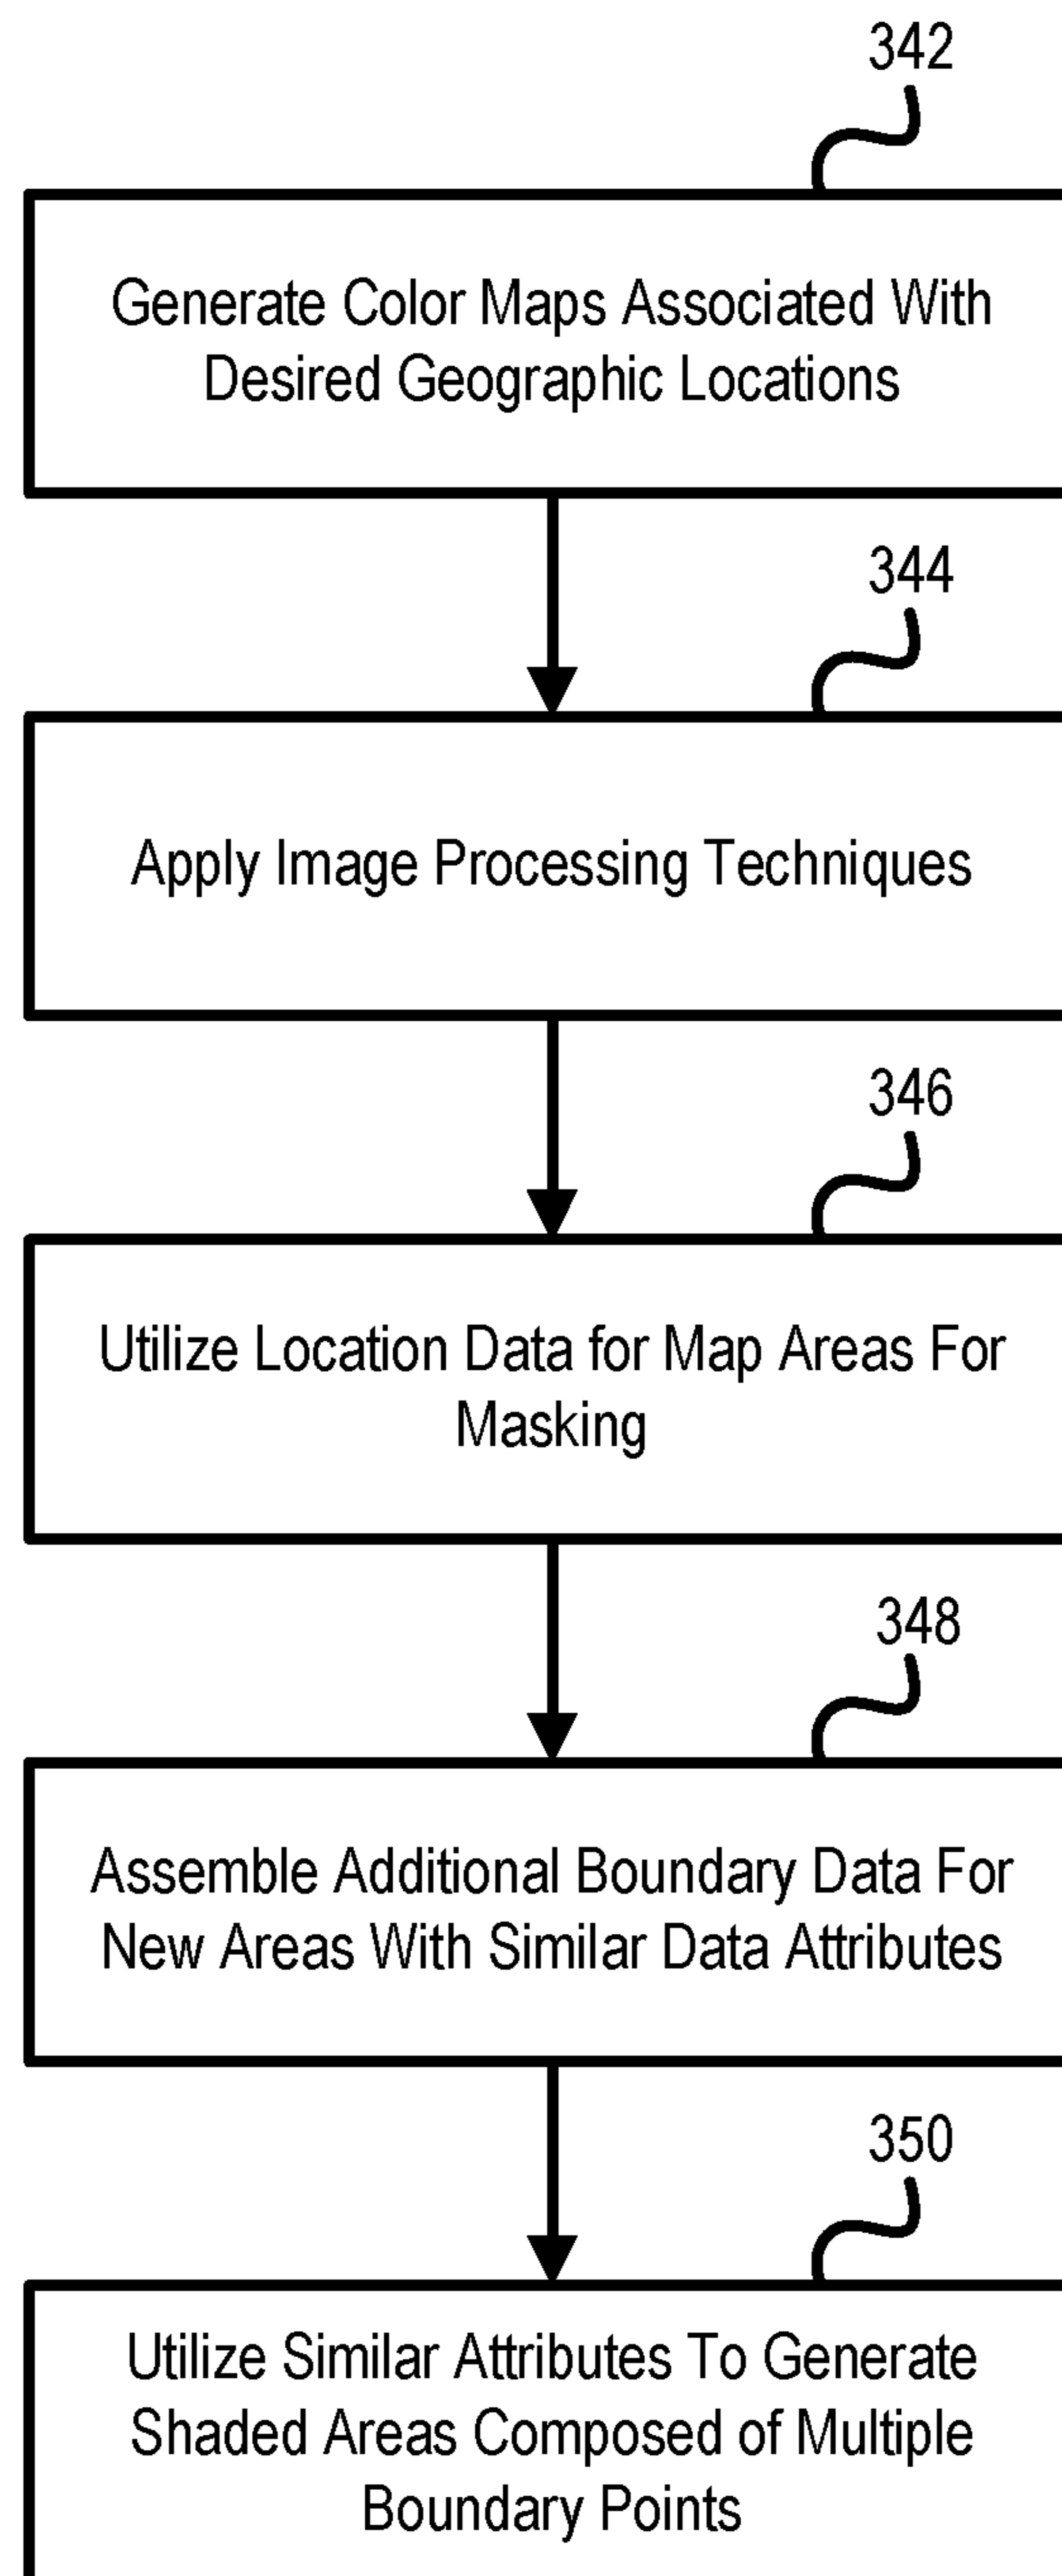 342
Generate Color Maps Associated With
Desired Geographic Locations
344
Apply Image Processing Techniques
346
Utilize Location Data for Map Areas For
Masking
348
Assemble Additional Boundary Data For
New Areas With Similar Data Attributes
350
Utilize Similar Attributes To Generate
Shaded Areas Composed of Multiple
Boundary Points